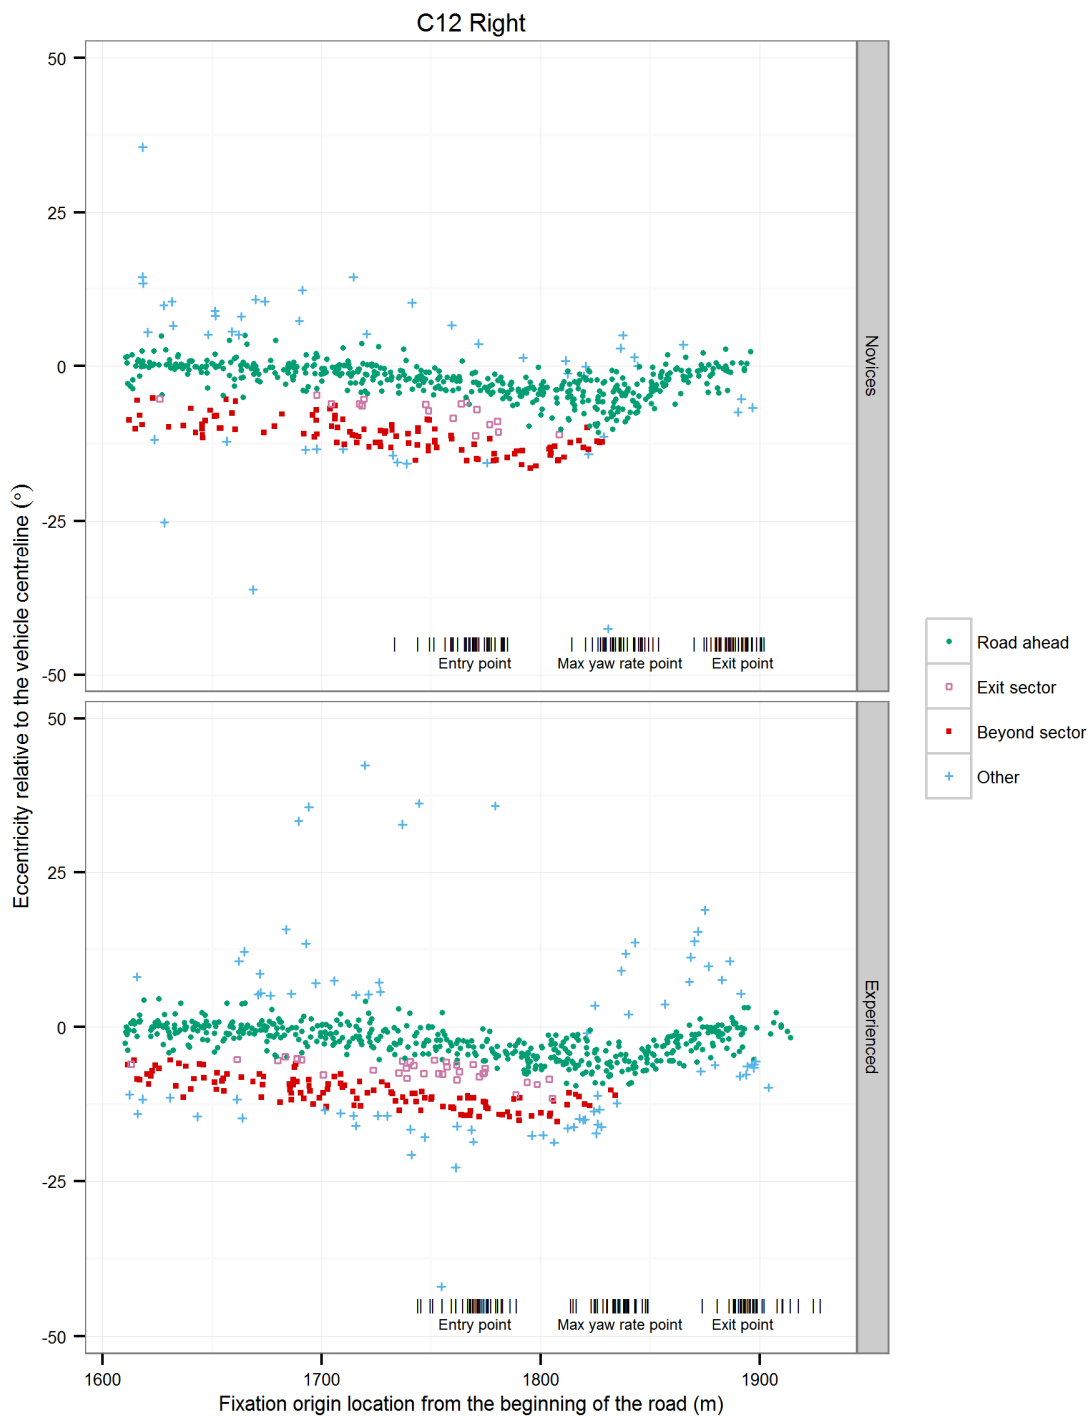 C12 Right
50
25
0
-25
-50
Entry point
Max yaw rate point
Exit point
Novices
50
25
0
-25
-50
Entry point
Max yaw rate point
Exit point
Experienced
1600
1700
1800
1900
Fixation origin location from the beginning of the road (m)
Eccentricity relative to the vehicle centreline (°)
Road ahead
Exit sector
Beyond sector
Other